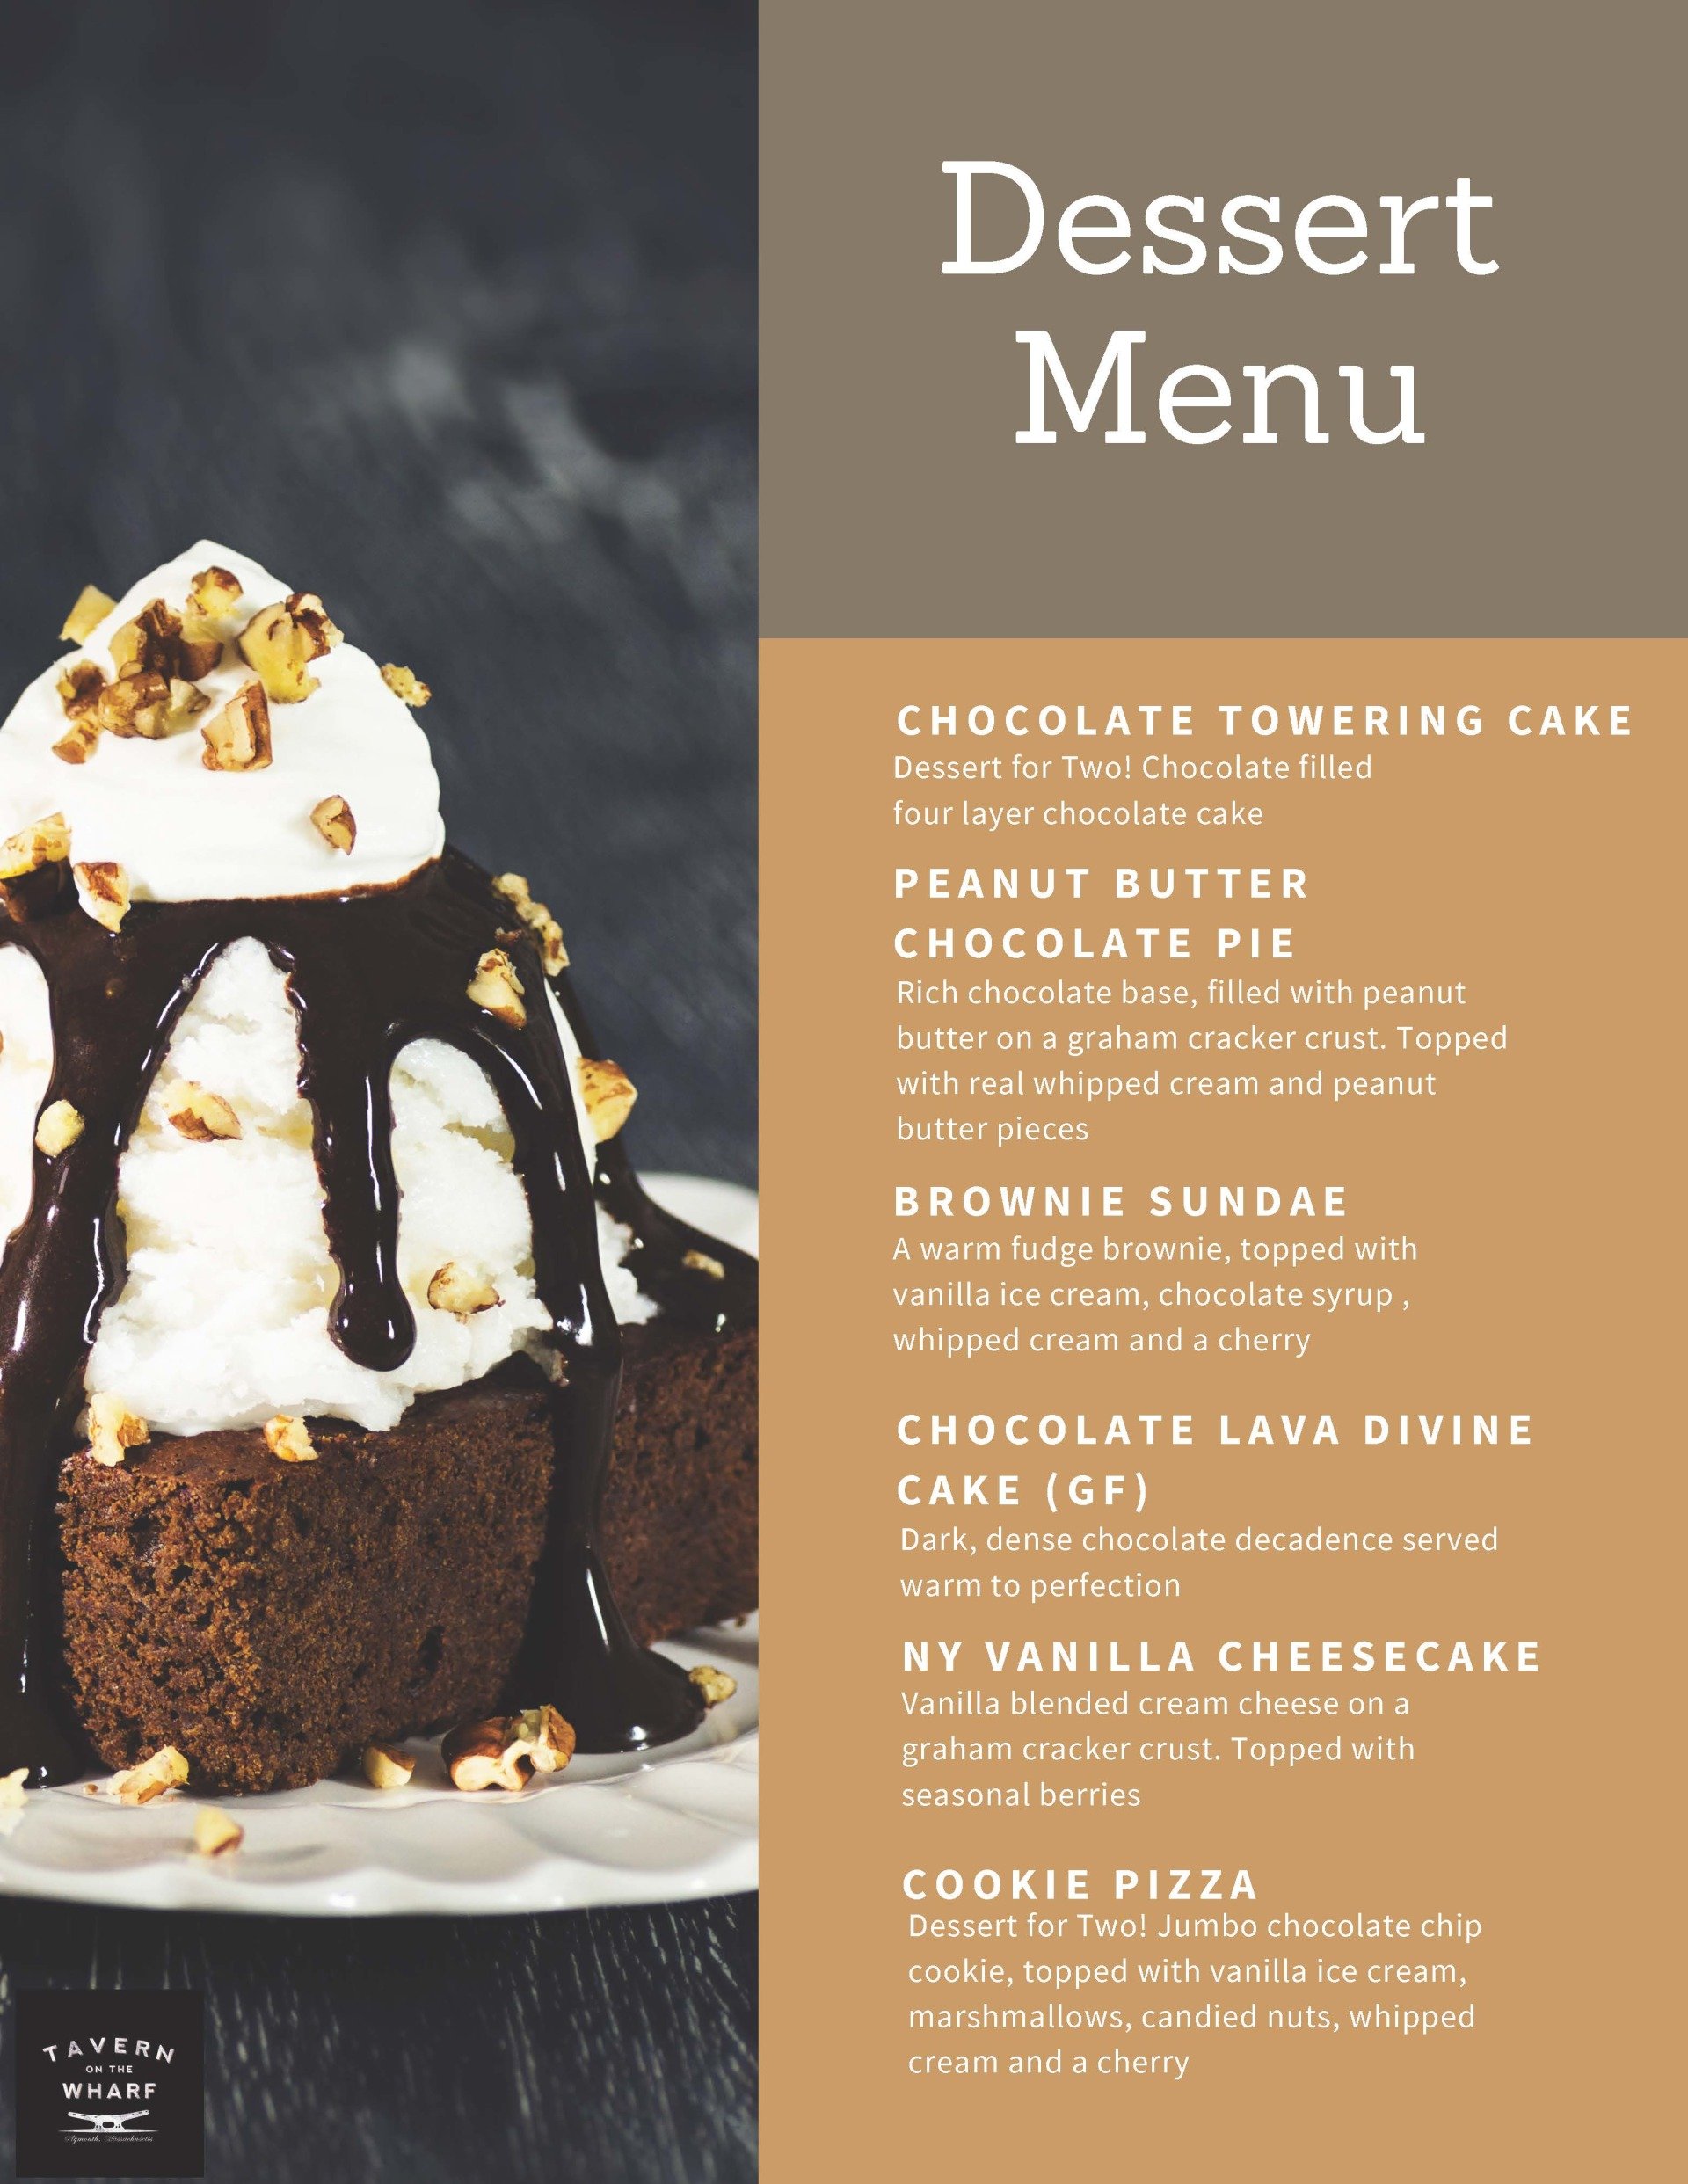 Dessert
Menu
CHOCOLATE TOWERING CAKE
Dessert for Two! Chocolate filled
four layer chocolate cake
PEANUT BUTTER
CHOCOLATE PIE
Rich chocolate base, filled with peanut
butter on a graham cracker crust. Topped
with real whipped cream and peanut
butter pieces
BROWNIE SUNDAE
A warm fudge brownie, topped with
vanilla ice cream, chocolate syrup ,
whipped cream and a cherry
CHOCOLATE LAVA DIVINE
CAKE (GF)
Dark, dense chocolate decadence served
warm to perfection
NY VANILLA CHEESECAKE
Vanilla blended cream cheese on a
graham cracker crust. Topped with
seasonal berries
COOKIE PIZZA
Dessert for Two! Jumbo chocolate chip
cookie, topped with vanilla ice cream,
marshmallows, candied nuts, whipped
cream and a cherry
TAVERN
ON THE
WHARF
Plymouth, Massachusetts